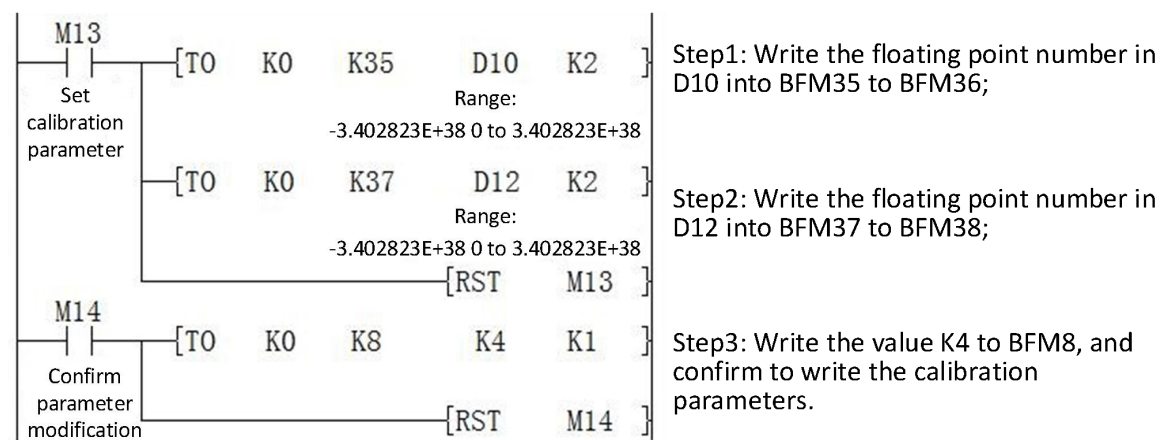 M13
[TO K0 K35 D10 K2 ]
Step1: Write the floating point number in
D10 into BFM35 to BFM36;
Set
calibration
parameter
Range:
-3.402823E+38 0 to 3.402823E+38
[TO K0 K37 D12 K2 ]
Step2: Write the floating point number in
D12 into BFM37 to BFM38;
Range:
-3.402823E+38 0 to 3.402823E+38
[RST M13 ]
M14
[TO K0 K8 K4 K1 ]
Step3: Write the value K4 to BFM8, and
confirm to write the calibration
parameters.
Confirm
parameter
modification
[RST M14 ]